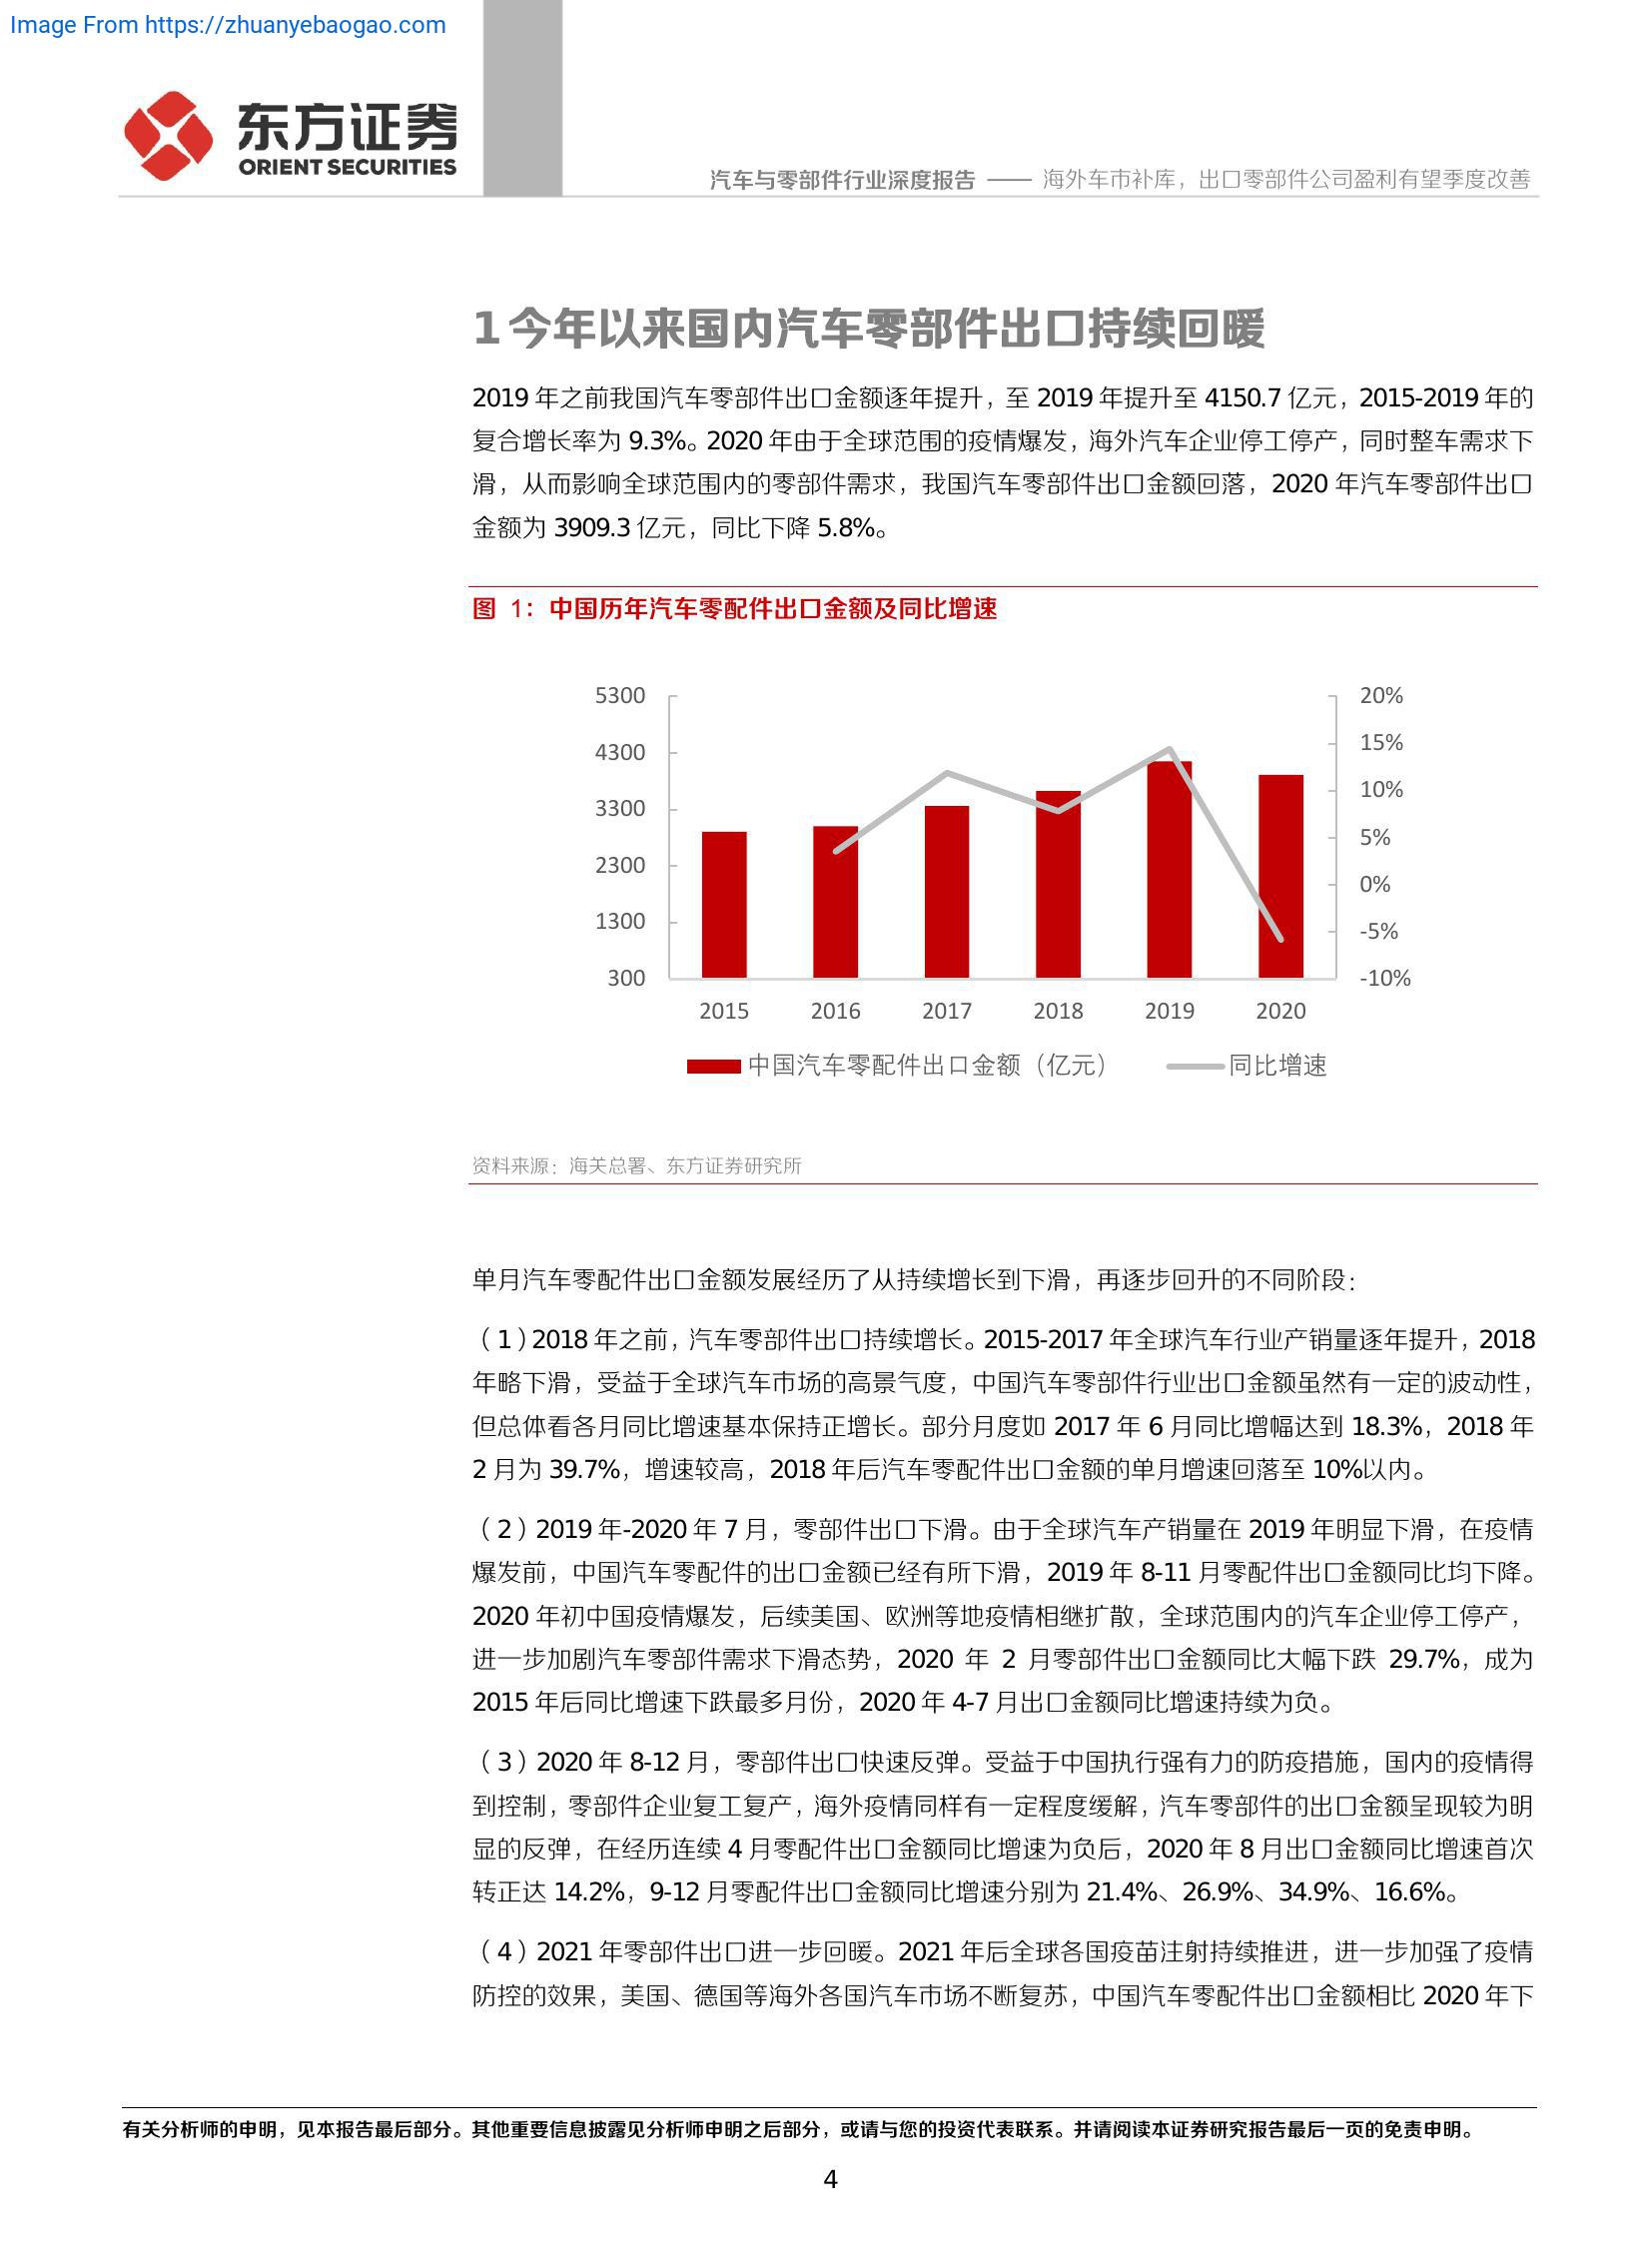 Image From https://zhuanyebaogao.com
东方证券
ORIENT SECURITIES
汽车与零部件行业深度报告 —— 海外车市补库，出口零部件公司盈利有望季度改善
1 今年以来国内汽车零部件出口持续回暖
2019 年之前我国汽车零部件出口金额逐年提升，至 2019 年提升至 4150.7 亿元，2015-2019 年的
复合增长率为 9.3%。2020 年由于全球范围的疫情爆发，海外汽车企业停工停产，同时整车需求下
滑，从而影响全球范围内的零部件需求，我国汽车零部件出口金额回落，2020 年汽车零部件出口
金额为 3909.3 亿元，同比下降 5.8%。
图 1：中国历年汽车零配件出口金额及同比增速
5300 20%
4300 15%
3300 10%
2300 5%
1300 0%
300 -5%
-10%
2015 2016 2017 2018 2019 2020
中国汽车零配件出口金额（亿元） 同比增速
资料来源：海关总署、东方证券研究所
单月汽车零配件出口金额发展经历了从持续增长到下滑，再逐步回升的不同阶段：
（1）2018 年之前，汽车零部件出口持续增长。2015-2017 年全球汽车行业产销量逐年提升，2018
年略下滑，受益于全球汽车市场的高景气度，中国汽车零部件行业出口金额虽然有一定的波动性，
但总体看各月同比增速基本保持正增长。部分月度如 2017 年 6 月同比增幅达到 18.3%，2018 年
2 月为 39.7%，增速较高，2018 年后汽车零配件出口金额的单月增速回落至 10%以内。
（2）2019 年-2020 年 7 月，零部件出口下滑。由于全球汽车产销量在 2019 年明显下滑，在疫情
爆发前，中国汽车零配件的出口金额已经有所下滑，2019 年 8-11 月零配件出口金额同比均下降。
2020 年初中国疫情爆发，后续美国、欧洲等地疫情相继扩散，全球范围内的汽车企业停工停产，
进一步加剧汽车零部件需求下滑态势，2020 年 2 月零部件出口金额同比大幅下跌 29.7%，成为
2015 年后同比增速下跌最多月份，2020 年 4-7 月出口金额同比增速持续为负。
（3）2020 年 8-12 月，零部件出口快速反弹。受益于中国执行强有力的防疫措施，国内的疫情得
到控制，零部件企业复工复产，海外疫情同样有一定程度缓解，汽车零部件的出口金额呈现较为明
显的反弹，在经历连续 4 月零配件出口金额同比增速为负后，2020 年 8 月出口金额同比增速首次
转正达 14.2%，9-12 月零配件出口金额同比增速分别为 21.4%、26.9%、34.9%、16.6%。
（4）2021 年零部件出口进一步回暖。2021 年后全球各国疫苗注射持续推进，进一步加强了疫情
防控的效果，美国、德国等海外各国汽车市场不断复苏，中国汽车零配件出口金额相比 2020 年下
有关分析师的申明，见本报告最后部分。其他重要信息披露见分析师申明之后部分，或请与您的投资代表联系。并请阅读本证券研究报告最后一页的免责申明。
4